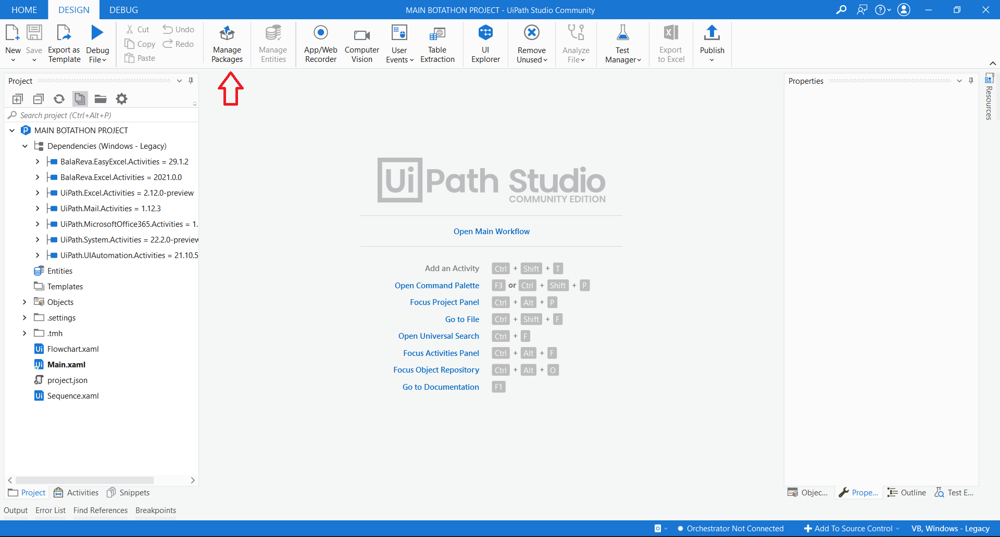 HOME DESIGN DEBUG MAIN BOTATHON PROJECT - UiPath Studio Community
New Save Export as Template Debug File
Cut Copy Paste Undo Redo
Manage Packages
Manage Entities
App/Web Recorder
Computer Vision
User Events
Table Extraction
UI Explorer
Remove Unused
Analyze File
Test Manager
Export to Excel
Publish
Project
Search project (Ctrl+Alt+P)
MAIN BOTATHON PROJECT
Dependencies (Windows - Legacy)
BalaReva.EasyExcel.Activities = 29.1.2
BalaReva.Excel.Activities = 2021.0.0
UiPath.Excel.Activities = 2.12.0-preview
UiPath.Mail.Activities = 1.12.3
UiPath.MicrosoftOffice365.Activities = 1.
UiPath.System.Activities = 22.2.0-preview
UiPath.UIAutomation.Activities = 21.10.5
Entities
Templates
Objects
.settings
.tmh
Flowchart.xaml
Main.xaml
project.json
Sequence.xaml
Project Activities Snippets
Output Error List Find References Breakpoints
UiPath Studio
COMMUNITY EDITION
Open Main Workflow
Add an Activity Ctrl + Shift + T
Open Command Palette F3 or Ctrl + Shift + P
Focus Project Panel Ctrl + Alt + P
Go to File Ctrl + Shift + F
Open Universal Search Ctrl + F
Focus Activities Panel Ctrl + Alt + F
Focus Object Repository Ctrl + Alt + O
Go to Documentation F1
Properties
Resources
Objec... Prope... Outline Test E...
Orchestrator Not Connected Add To Source Control VB, Windows - Legacy